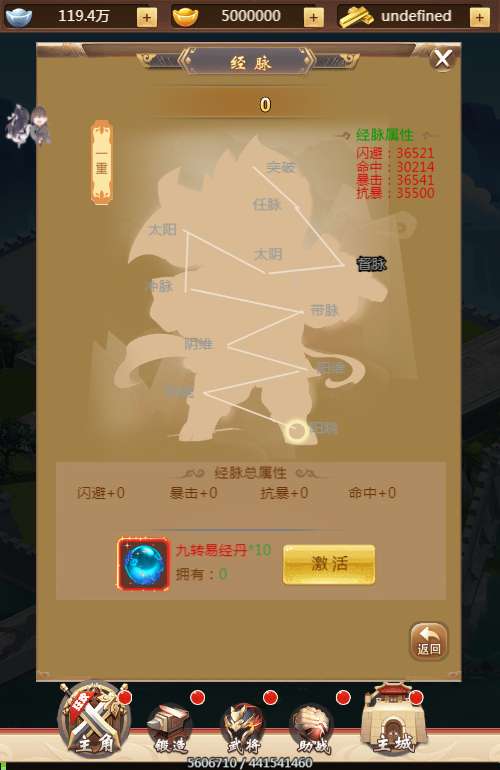 119.4万 + 5000000 + undefined +
经脉
0
一重
经脉属性
闪避：36521
命中：30214
暴击：36541
抗暴：35500
突破
任脉
太阳
太阴
督脉
冲脉
带脉
阴维
阳维
经脉总属性
闪避+0 暴击+0 抗暴+0 命中+0
九转易经丹*10
拥有：0
激活
返回
主角 锻造 武将 助战 主城
5606710 / 441541460